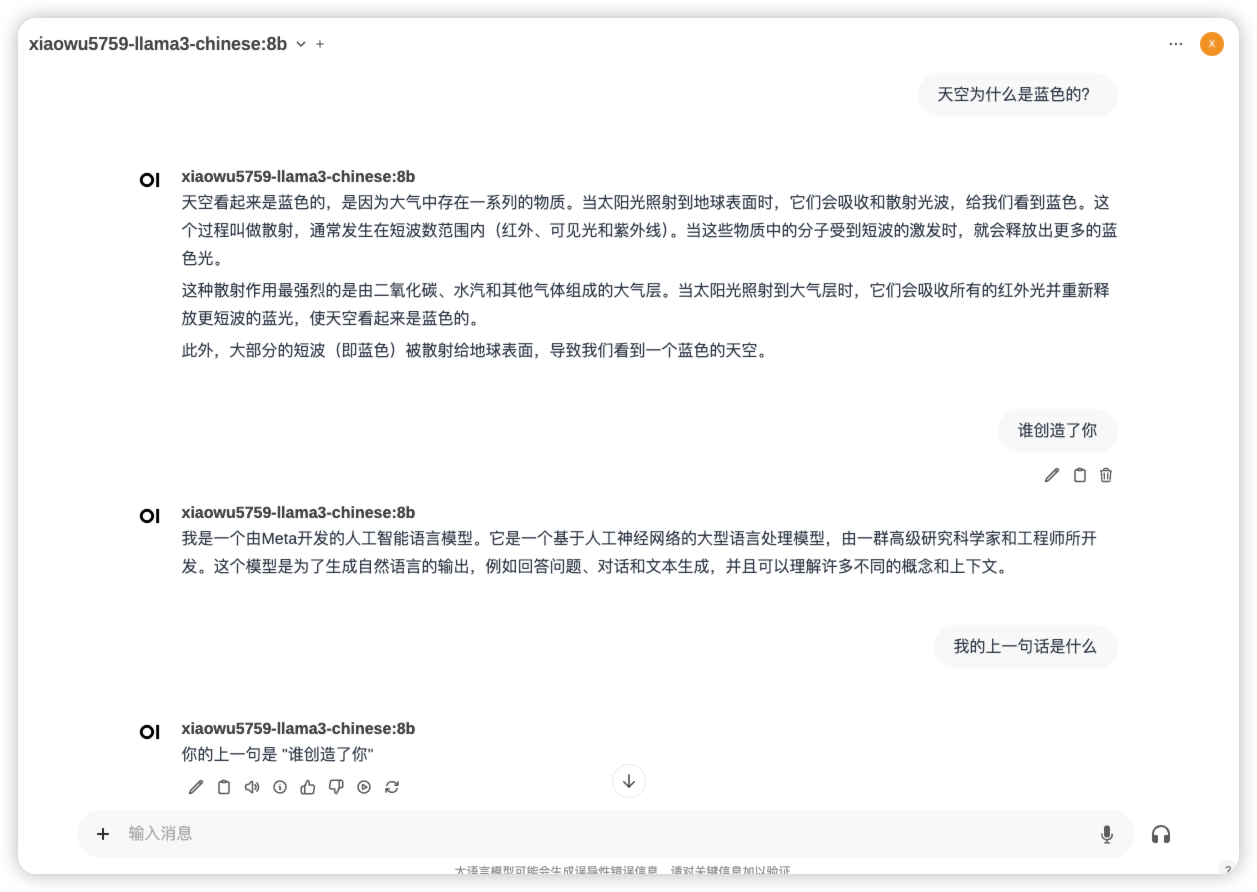 xiaowu5759-llama3-chinese:8b
X
天空为什么是蓝色的?
OI
xiaowu5759-llama3-chinese:8b
天空看起来是蓝色的，是因为大气中存在一系列的物质。当太阳光照射到地球表面时，它们会吸收和散射光波，给我们看到蓝色。这
个过程叫做散射，通常发生在短波数范围内（红外、可见光和紫外线）。当这些物质中的分子受到短波的激发时，就会释放出更多的蓝
色光。
这种散射作用最强烈的是由二氧化碳、水汽和其他气体组成的大气层。当太阳光照射到大气层时，它们会吸收所有的红外光并重新释
放更短波的蓝光，使天空看起来是蓝色的。
此外，大部分的短波（即蓝色）被散射给地球表面，导致我们看到一个蓝色的天空。
谁创造了你
OI
xiaowu5759-llama3-chinese:8b
我是一个由Meta开发的人工智能语言模型。它是一个基于人工神经网络的大型语言处理模型，由一群高级研究科学家和工程师所开
发。这个模型是为了生成自然语言的输出，例如回答问题、对话和文本生成，并且可以理解许多不同的概念和上下文。
我的上一句话是什么
OI
xiaowu5759-llama3-chinese:8b
你的上一句是 "谁创造了你"
输入消息
大语言模型可能会生成误导性错误信息，请对关键信息加以验证。
?